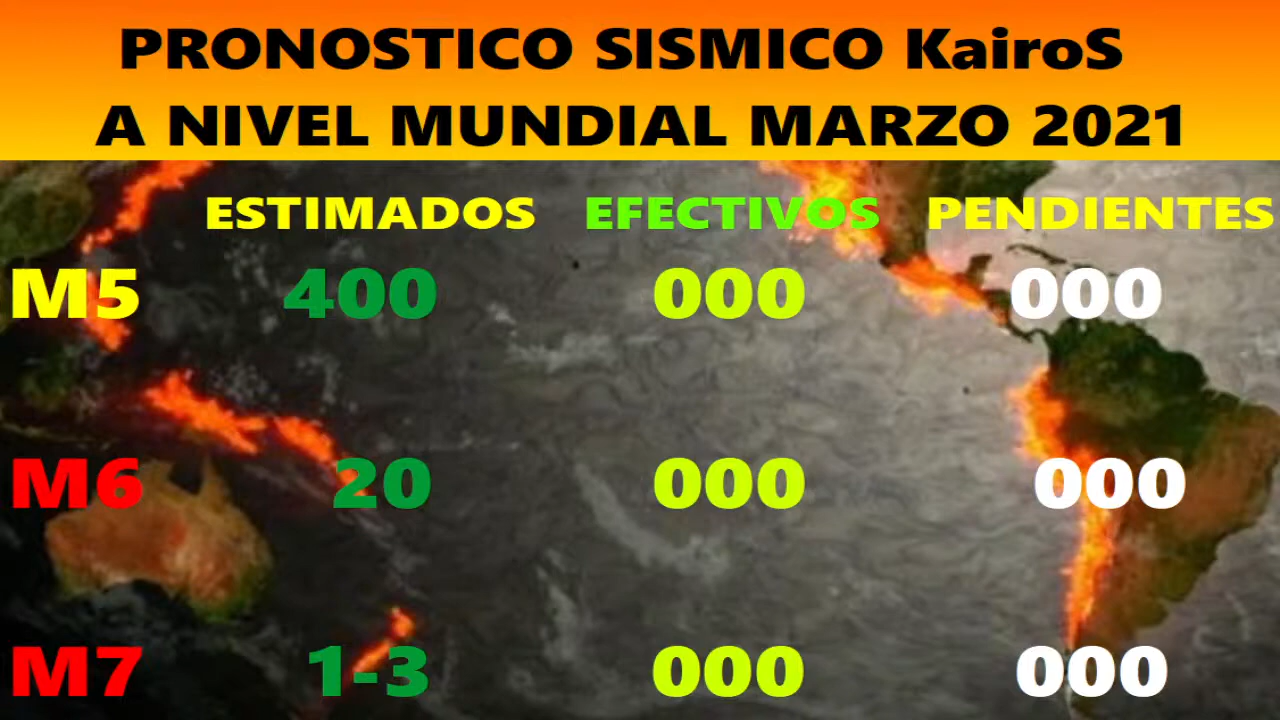 PRONOSTICO SISMICO KairoS
A NIVEL MUNDIAL MARZO 2021
ESTIMADOS EFECTIVOS PENDIENTES
M5 400 000 000
M6 20 000 000
M7 1-3 000 000